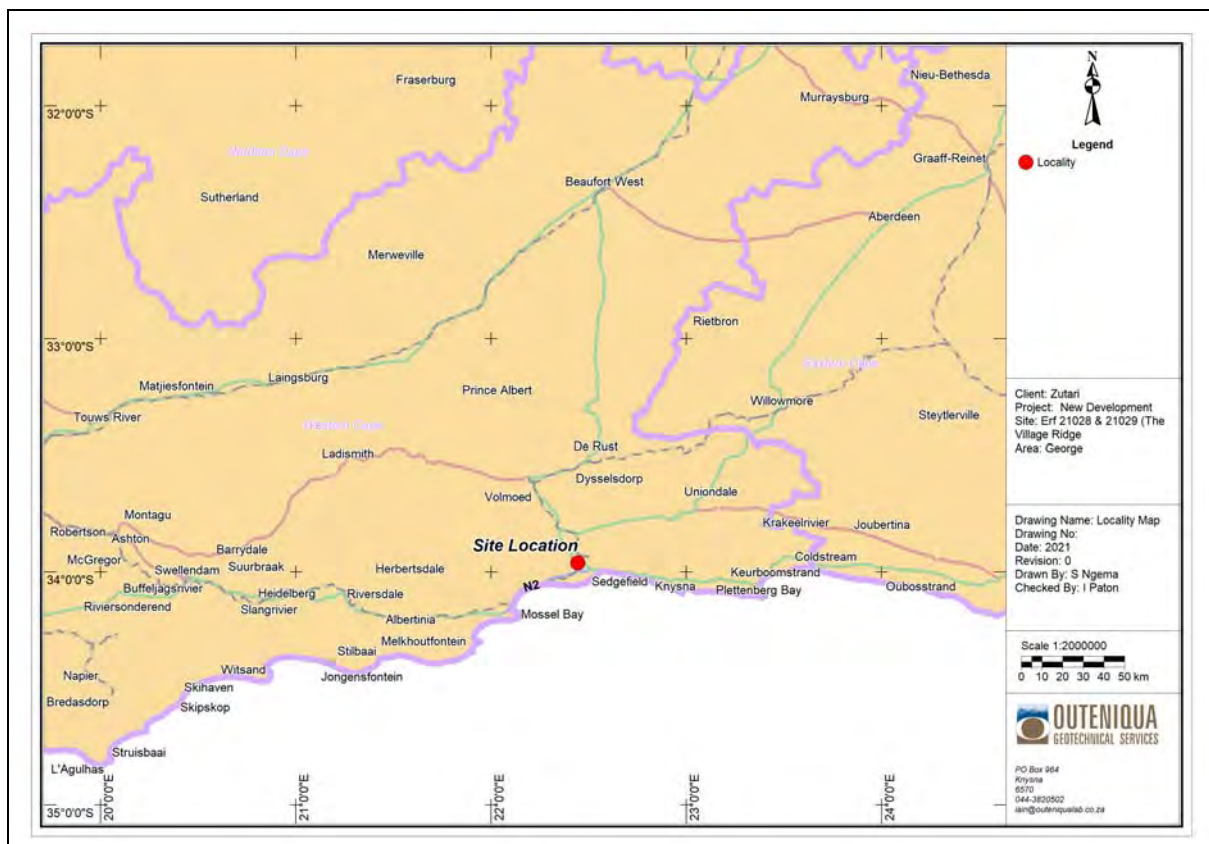 Fraserburg
Nieu-Bethesda
Murraysburg
32°0'0"S
Northern Cape
Graaff-Reinet
Sutherland
Beaufort West
Aberdeen
Merweville
Rietbron
33°0'0"S
Eastern Cape
Laingsburg
Matjiesfontein
Prince Albert
Willowmore
Touws River
Steytlerville
Western Cape
De Rust
Ladismith
Dysselsdorp
Volmoed
Uniondale
Montagu
Krakeelrivier
Joubertina
Robertson
Ashton
Site Location
Barrydale
Coldstream
McGregor
Suurbraak
Herbertsdale
34°0'0"S
Swellendam
Keurboomstrand
Buffeljagsrivier
N2
Sedgefield
Knysna
Plettenberg Bay
Oubosstrand
Heidelberg
Riversdale
Riviersonderend
Slangrivier
Albertinia
Mossel Bay
Melkhoutfontein
Stilbaai
Witsand
Napier
Jongensfontein
Skihaven
Bredasdorp
Skipskop
Struisbaai
L'Agulhas
35°0'0"S
20°0'0"E
21°0'0"E
22°0'0"E
23°0'0"E
24°0'0"E
N
Legend
Locality
Client: Zutari
Project: New Development
Site: Erf 21028 & 21029 (The
Village Ridge
Area: George
Drawing Name: Locality Map
Drawing No:
Date: 2021
Revision: 0
Drawn By: S Ngema
Checked By: I Paton
Scale 1:2000000
0 10 20 30 40 50 km
OUTENIQUA
GEOTECHNICAL SERVICES
PO Box 964
Knysna
6570
044-3820502
iain@outeniqualab.co.za